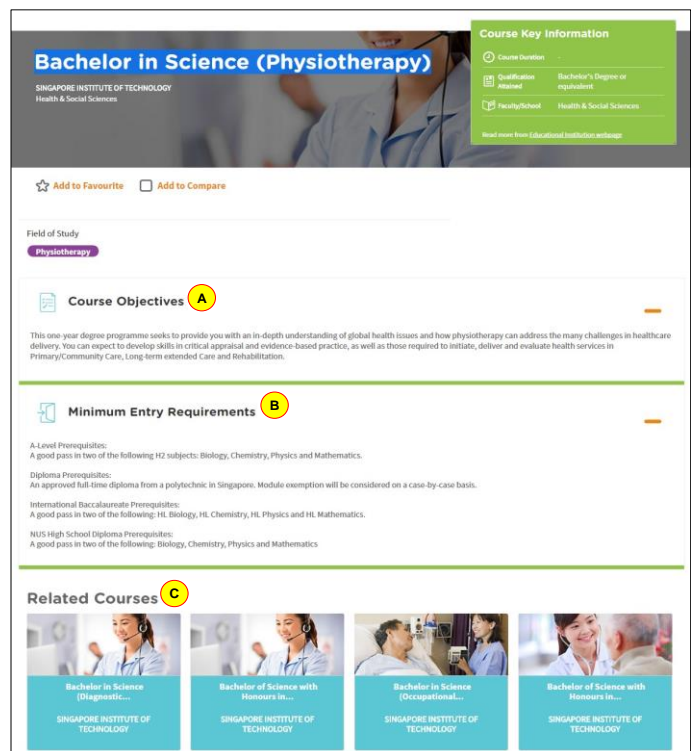 Bachelor in Science (Physiotherapy)
SINGAPORE INSTITUTE OF TECHNOLOGY
Health & Social Sciences
Course Key Information
Course Duration -
Qualification Attained Bachelor's Degree or equivalent
Faculty/School Health & Social Sciences
Read more from Educational Institution webpage
Add to Favourite Add to Compare
Field of Study
Physiotherapy
Course Objectives A
This one-year degree programme seeks to provide you with an in-depth understanding of global health issues and how physiotherapy can address the many challenges in healthcare
delivery. You can expect to develop skills in critical appraisal and evidence-based practice, as well as those required to initiate, deliver and evaluate health services in
Primary/Community Care, Long-term extended Care and Rehabilitation.
Minimum Entry Requirements B
A-Level Prerequisites:
A good pass in two of the following H2 subjects: Biology, Chemistry, Physics and Mathematics.
Diploma Prerequisites:
An approved full-time diploma from a polytechnic in Singapore. Module exemption will be considered on a case-by-case basis.
International Baccalaureate Prerequisites:
A good pass in two of the following: HL Biology, HL Chemistry, HL Physics and HL Mathematics.
NUS High School Diploma Prerequisites:
A good pass in two of the following: Biology, Chemistry, Physics and Mathematics
Related Courses C
Bachelor in Science
(Diagnostic...
SINGAPORE INSTITUTE OF
TECHNOLOGY
Bachelor of Science with
Honours in...
SINGAPORE INSTITUTE OF
TECHNOLOGY
Bachelor in Science
(Occupational...
SINGAPORE INSTITUTE OF
TECHNOLOGY
Bachelor of Science with
Honours in...
SINGAPORE INSTITUTE OF
TECHNOLOGY